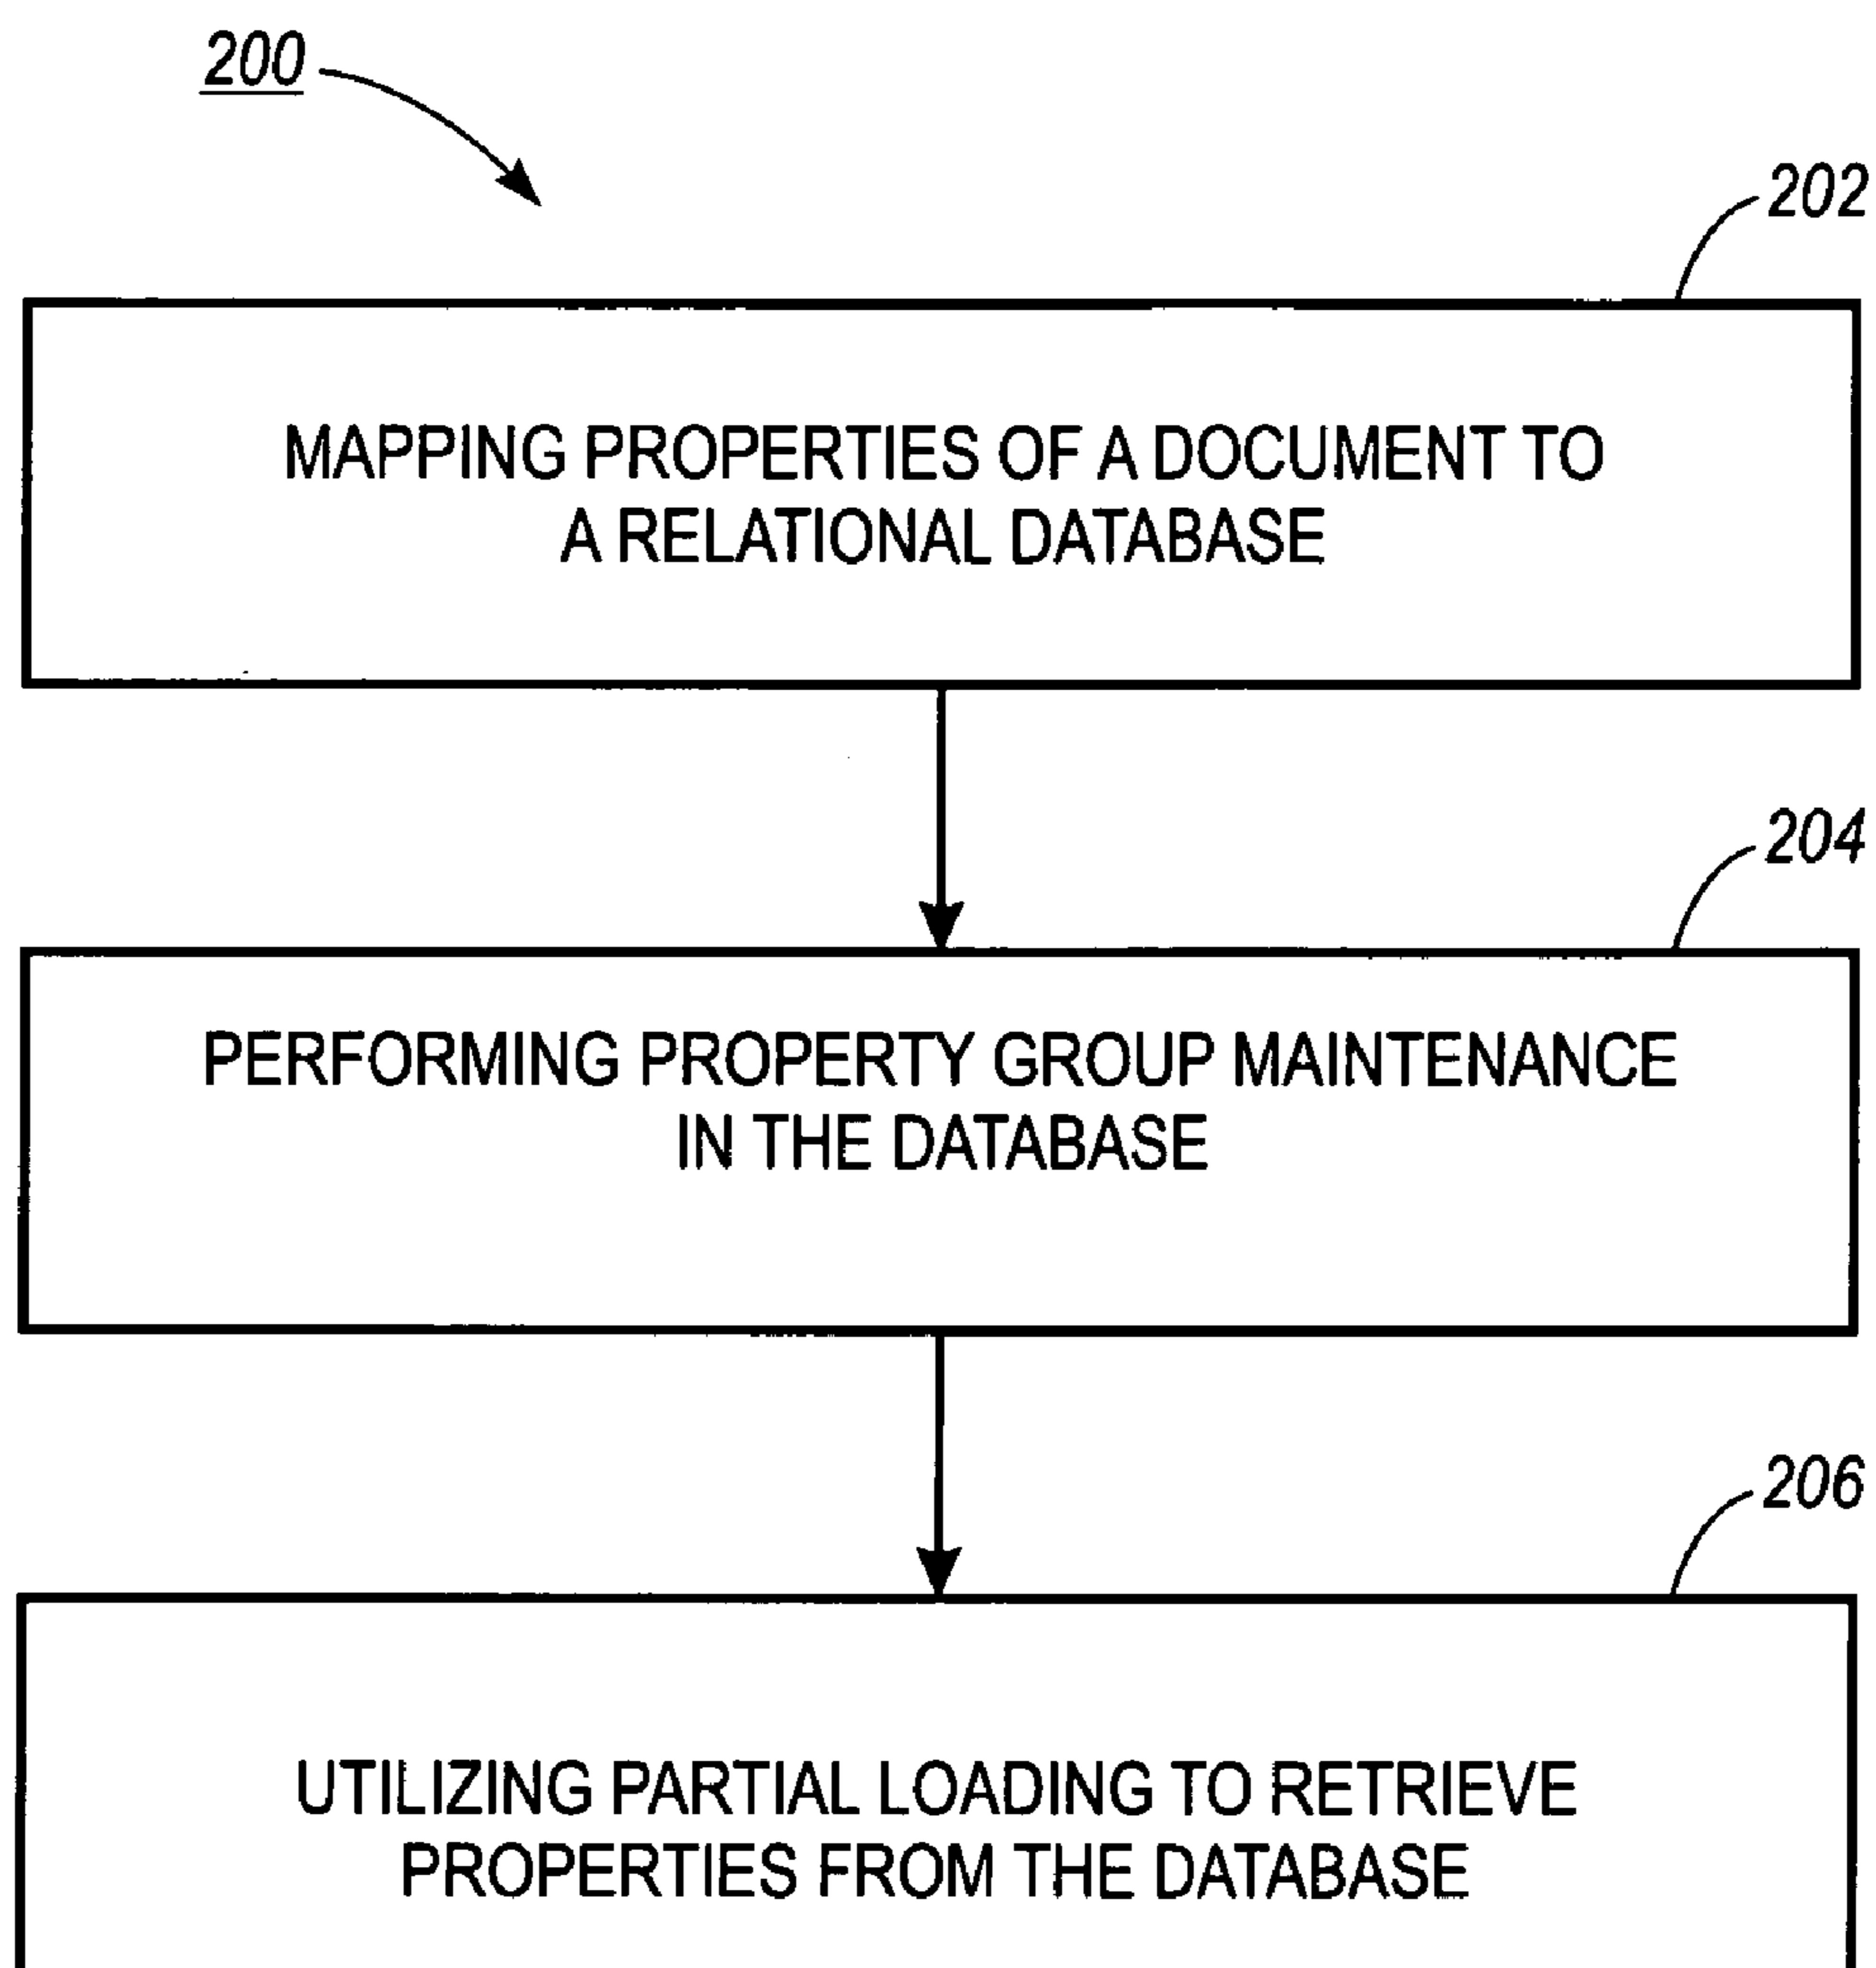 200
202
MAPPING PROPERTIES OF A DOCUMENT TO
A RELATIONAL DATABASE
204
PERFORMING PROPERTY GROUP MAINTENANCE
IN THE DATABASE
206
UTILIZING PARTIAL LOADING TO RETRIEVE
PROPERTIES FROM THE DATABASE